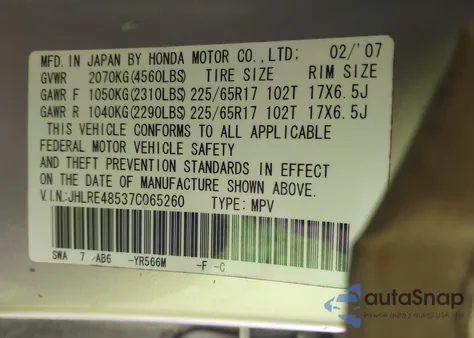 MFD. IN JAPAN BY HONDA MOTOR CO., LTD: 02/'07
GVWR 2070KG(4560LBS) TIRE SIZE RIM SIZE
GAWR F 1050KG(2310LBS) 225/65R17 102T 17X6.5J
GAWR R 1040KG(2290LBS) 225/65R17 102T 17X6.5J
THIS VEHICLE CONFORMS TO ALL APPLICABLE
FEDERAL MOTOR VEHICLE SAFETY
AND THEFT PREVENTION STANDARDS IN EFFECT
ON THE DATE OF MANUFACTURE SHOWN ABOVE.
V.I.N.:JHLRE48537C065260 TYPE: MPV
SWA 7 /AB6 -YR566M -F -C
autaSnap